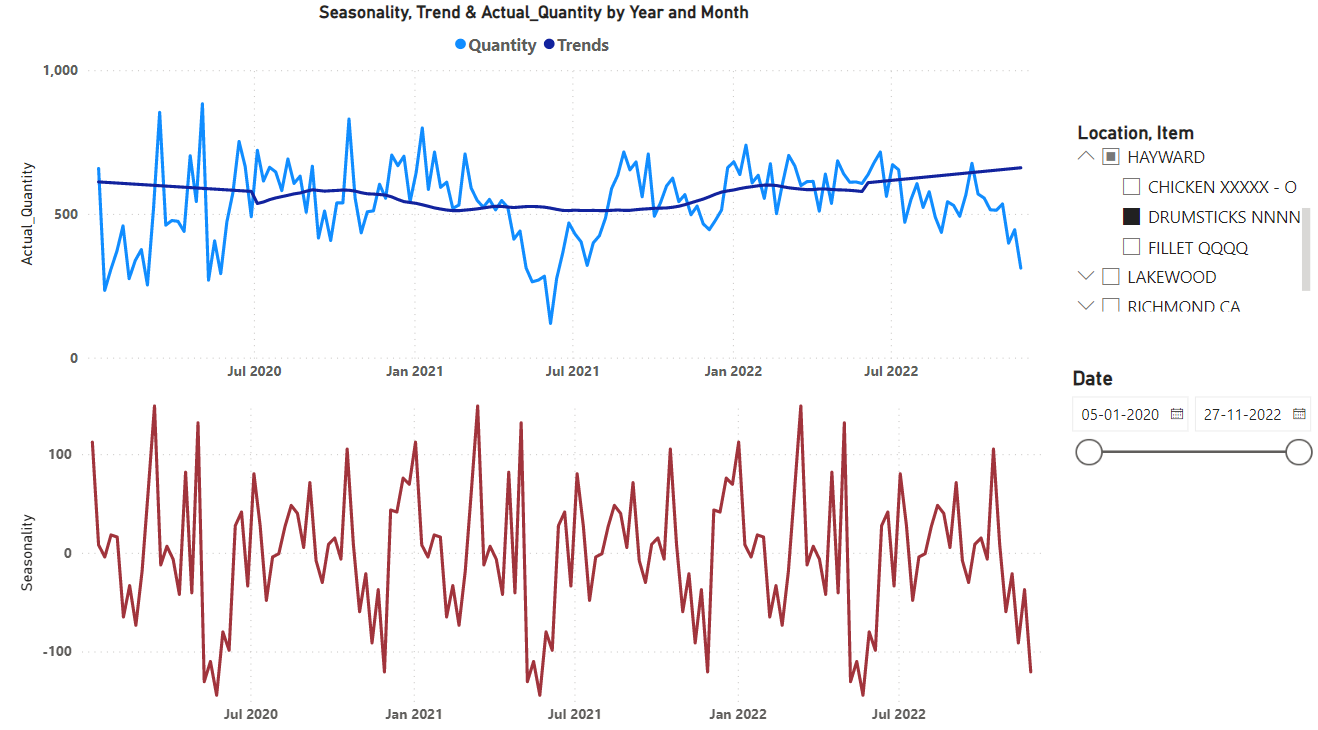 Seasonality, Trend & Actual_Quantity by Year and Month
Quantity Trends
1,000
500
0
Actual_Quantity
Jul 2020 Jan 2021 Jul 2021 Jan 2022 Jul 2022
100
0
-100
Seasonality
Jul 2020 Jan 2021 Jul 2021 Jan 2022 Jul 2022
Location, Item
HAYWARD
CHICKEN XXXXX - O
DRUMSTICKS NNNN
FILLET QQQQ
LAKEWOOD
RICHMOND CA
Date
05-01-2020 27-11-2022